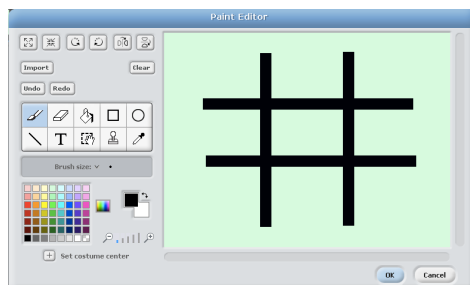 Paint Editor
Import
Clear
Undo Redo
T
Brush size:
Set costume center
OK Cancel